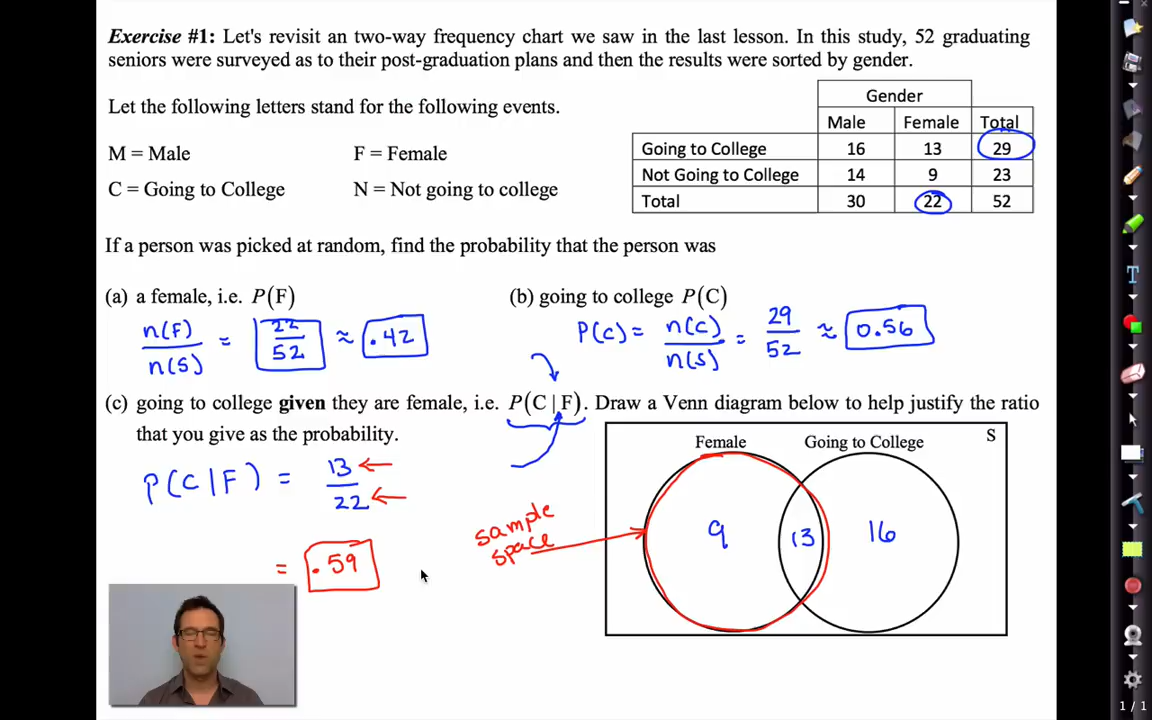 Exercise #1: Let's revisit an two-way frequency chart we saw in the last lesson. In this study, 52 graduating
seniors were surveyed as to their post-graduation plans and then the results were sorted by gender.
Let the following letters stand for the following events.
M = Male F = Female
C = Going to College N = Not going to college
Gender
Male Female Total
Going to College 16 13 29
Not Going to College 14 9 23
Total 30 22 52
If a person was picked at random, find the probability that the person was
(a) a female, i.e. P(F)
n(F)/n(S) = 22/52 ≈ .42
(b) going to college P(C)
P(C) = n(C)/n(S) = 29/52 ≈ 0.56
(c) going to college given they are female, i.e. P(C|F). Draw a Venn diagram below to help justify the ratio
that you give as the probability.
P(C|F) = 13/22
= .59
sample
space
Female Going to College S
9 13 16
T
1 / 1